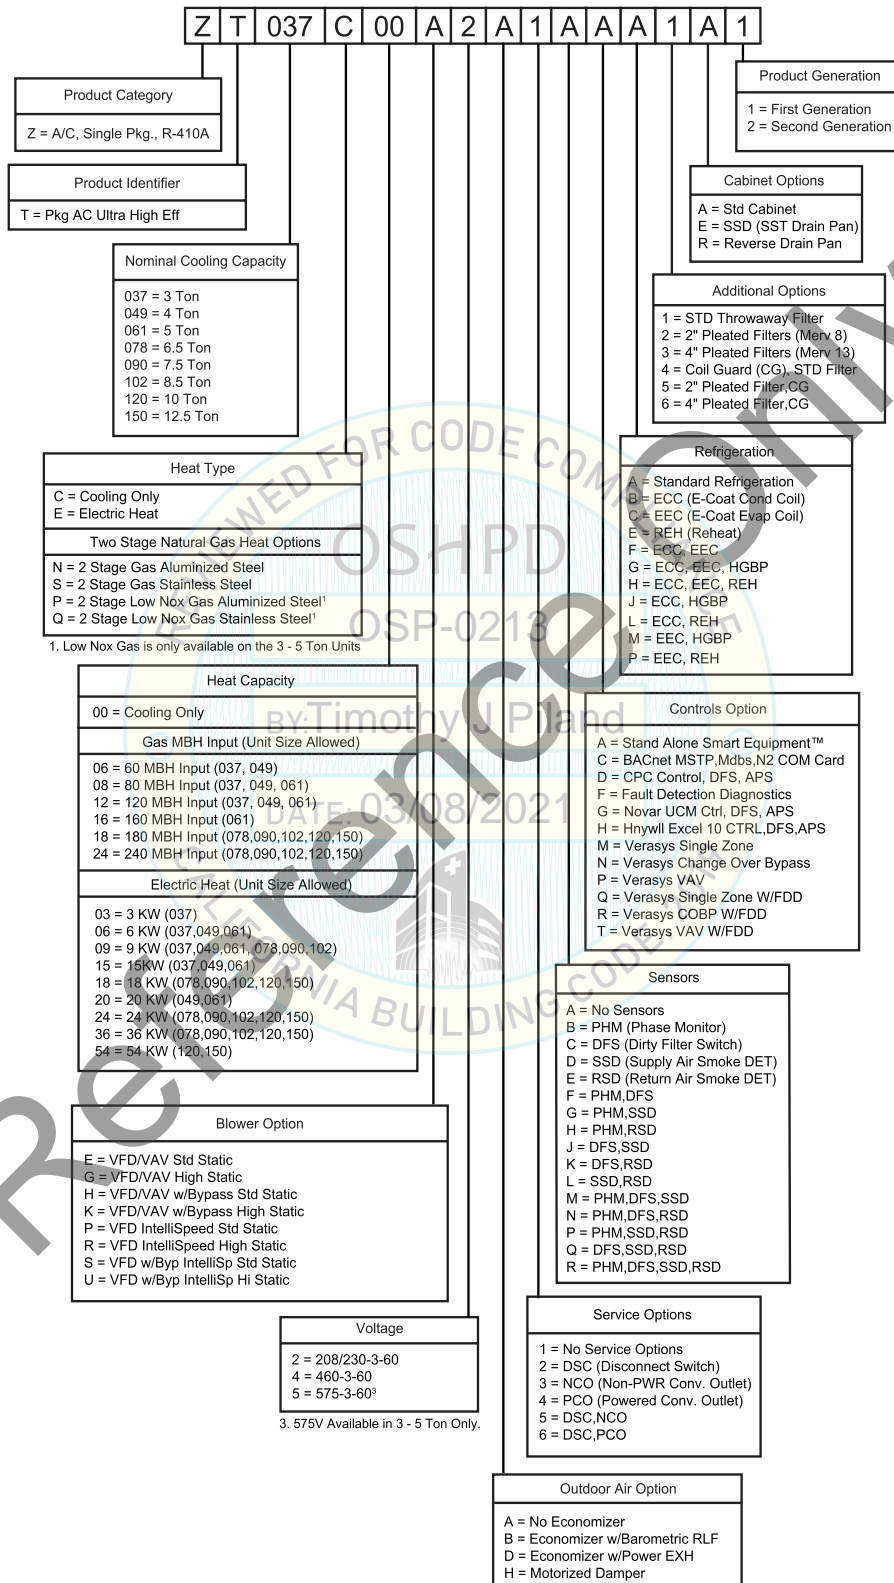 Z T 037 C 00 A 2 A 1 A A A 1 A 1
Product Category
Z = A/C, Single Pkg., R-410A
Product Identifier
T = Pkg AC Ultra High Eff
Nominal Cooling Capacity
037 = 3 Ton
049 = 4 Ton
061 = 5 Ton
078 = 6.5 Ton
090 = 7.5 Ton
102 = 8.5 Ton
120 = 10 Ton
150 = 12.5 Ton
Heat Type
C = Cooling Only
E = Electric Heat
Two Stage Natural Gas Heat Options
N = 2 Stage Gas Aluminized Steel
S = 2 Stage Gas Stainless Steel
P = 2 Stage Low Nox Gas Aluminized Steel¹
Q = 2 Stage Low Nox Gas Stainless Steel¹
1. Low Nox Gas is only available on the 3 - 5 Ton Units
Heat Capacity
00 = Cooling Only
Gas MBH Input (Unit Size Allowed)
06 = 60 MBH Input (037, 049)
08 = 80 MBH Input (037, 049, 061)
12 = 120 MBH Input (037, 049, 061)
16 = 160 MBH Input (061)
18 = 180 MBH Input (078,090,102,120,150)
24 = 240 MBH Input (078,090,102,120,150)
Electric Heat (Unit Size Allowed)
03 = 3 KW (037)
06 = 6 KW (037,049,061)
09 = 9 KW (037,049,061, 078,090,102)
15 = 15KW (037,049,061)
18 = 18 KW (078,090,102,120,150)
20 = 20 KW (049,061)
24 = 24 KW (078,090,102,120,150)
36 = 36 KW (078,090,102,120,150)
54 = 54 KW (120,150)
Blower Option
E = VFD/VAV Std Static
G = VFD/VAV High Static
H = VFD/VAV w/Bypass Std Static
K = VFD/VAV w/Bypass High Static
P = VFD IntelliSpeed Std Static
R = VFD IntelliSpeed High Static
S = VFD w/Byp IntelliSp Std Static
U = VFD w/Byp IntelliSp Hi Static
Voltage
2 = 208/230-3-60
4 = 460-3-60
5 = 575-3-60³
3. 575V Available in 3 - 5 Ton Only.
Product Generation
1 = First Generation
2 = Second Generation
Cabinet Options
A = Std Cabinet
E = SSD (SST Drain Pan)
R = Reverse Drain Pan
Additional Options
1 = STD Throwaway Filter
2 = 2" Pleated Filters (Merv 8)
3 = 4" Pleated Filters (Merv 13)
4 = Coil Guard (CG), STD Filter
5 = 2" Pleated Filter,CG
6 = 4" Pleated Filter,CG
Refrigeration
A = Standard Refrigeration
B = ECC (E-Coat Cond Coil)
C = EEC (E-Coat Evap Coil)
E = REH (Reheat)
F = ECC, EEC
G = ECC, EEC, HGBP
H = ECC, EEC, REH
J = ECC, HGBP
L = ECC, REH
M = EEC, HGBP
P = EEC, REH
Controls Option
A = Stand Alone Smart Equipment™
C = BACnet MSTP,Mdbs,N2 COM Card
D = CPC Control, DFS, APS
F = Fault Detection Diagnostics
G = Novar UCM Ctrl, DFS, APS
H = Hnywll Excel 10 CTRL,DFS,APS
M = Verasys Single Zone
N = Verasys Change Over Bypass
P = Verasys VAV
Q = Verasys Single Zone W/FDD
R = Verasys COBP W/FDD
T = Verasys VAV W/FDD
Sensors
A = No Sensors
B = PHM (Phase Monitor)
C = DFS (Dirty Filter Switch)
D = SSD (Supply Air Smoke DET)
E = RSD (Return Air Smoke DET)
F = PHM,DFS
G = PHM,SSD
H = PHM,RSD
J = DFS,SSD
K = DFS,RSD
L = SSD,RSD
M = PHM,DFS,SSD
N = PHM,DFS,RSD
P = PHM,SSD,RSD
Q = DFS,SSD,RSD
R = PHM,DFS,SSD,RSD
Service Options
1 = No Service Options
2 = DSC (Disconnect Switch)
3 = NCO (Non-PWR Conv. Outlet)
4 = PCO (Powered Conv. Outlet)
5 = DSC,NCO
6 = DSC,PCO
Outdoor Air Option
A = No Economizer
B = Economizer w/Barometric RLF
D = Economizer w/Power EXH
H = Motorized Damper
REVIEWED FOR CODE COMPLIANCE
OSHPD
OSP-0213
BY:Timothy J Piland
DATE: 03/08/2021
CALIFORNIA BUILDING CODE 2019
Reference Only